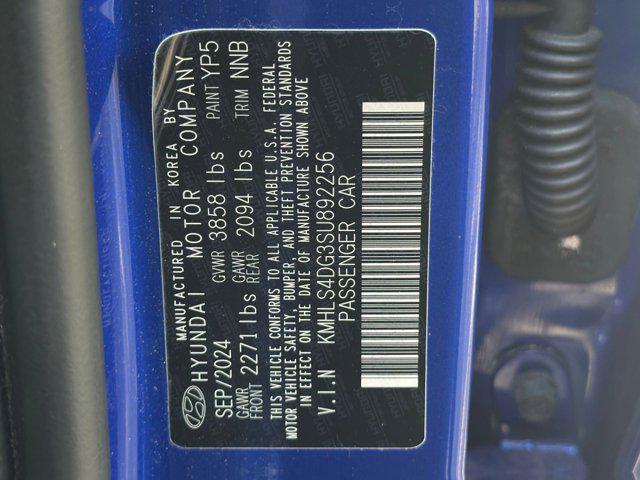 MANUFACTURED IN KOREA BY
HYUNDAI MOTOR COMPANY
SEP/2024 GVWR 3858 lbs PAINT YP5
GAWR FRONT 2271 lbs GAWR REAR 2094 lbs TRIM NNB
THIS VEHICLE CONFORMS TO ALL APPLICABLE U.S.A. FEDERAL
MOTOR VEHICLE SAFETY, BUMPER, AND THEFT PREVENTION STANDARDS
IN EFFECT ON THE DATE OF MANUFACTURE SHOWN ABOVE
V.I.N KMHLS4DG3SU892256
PASSENGER CAR